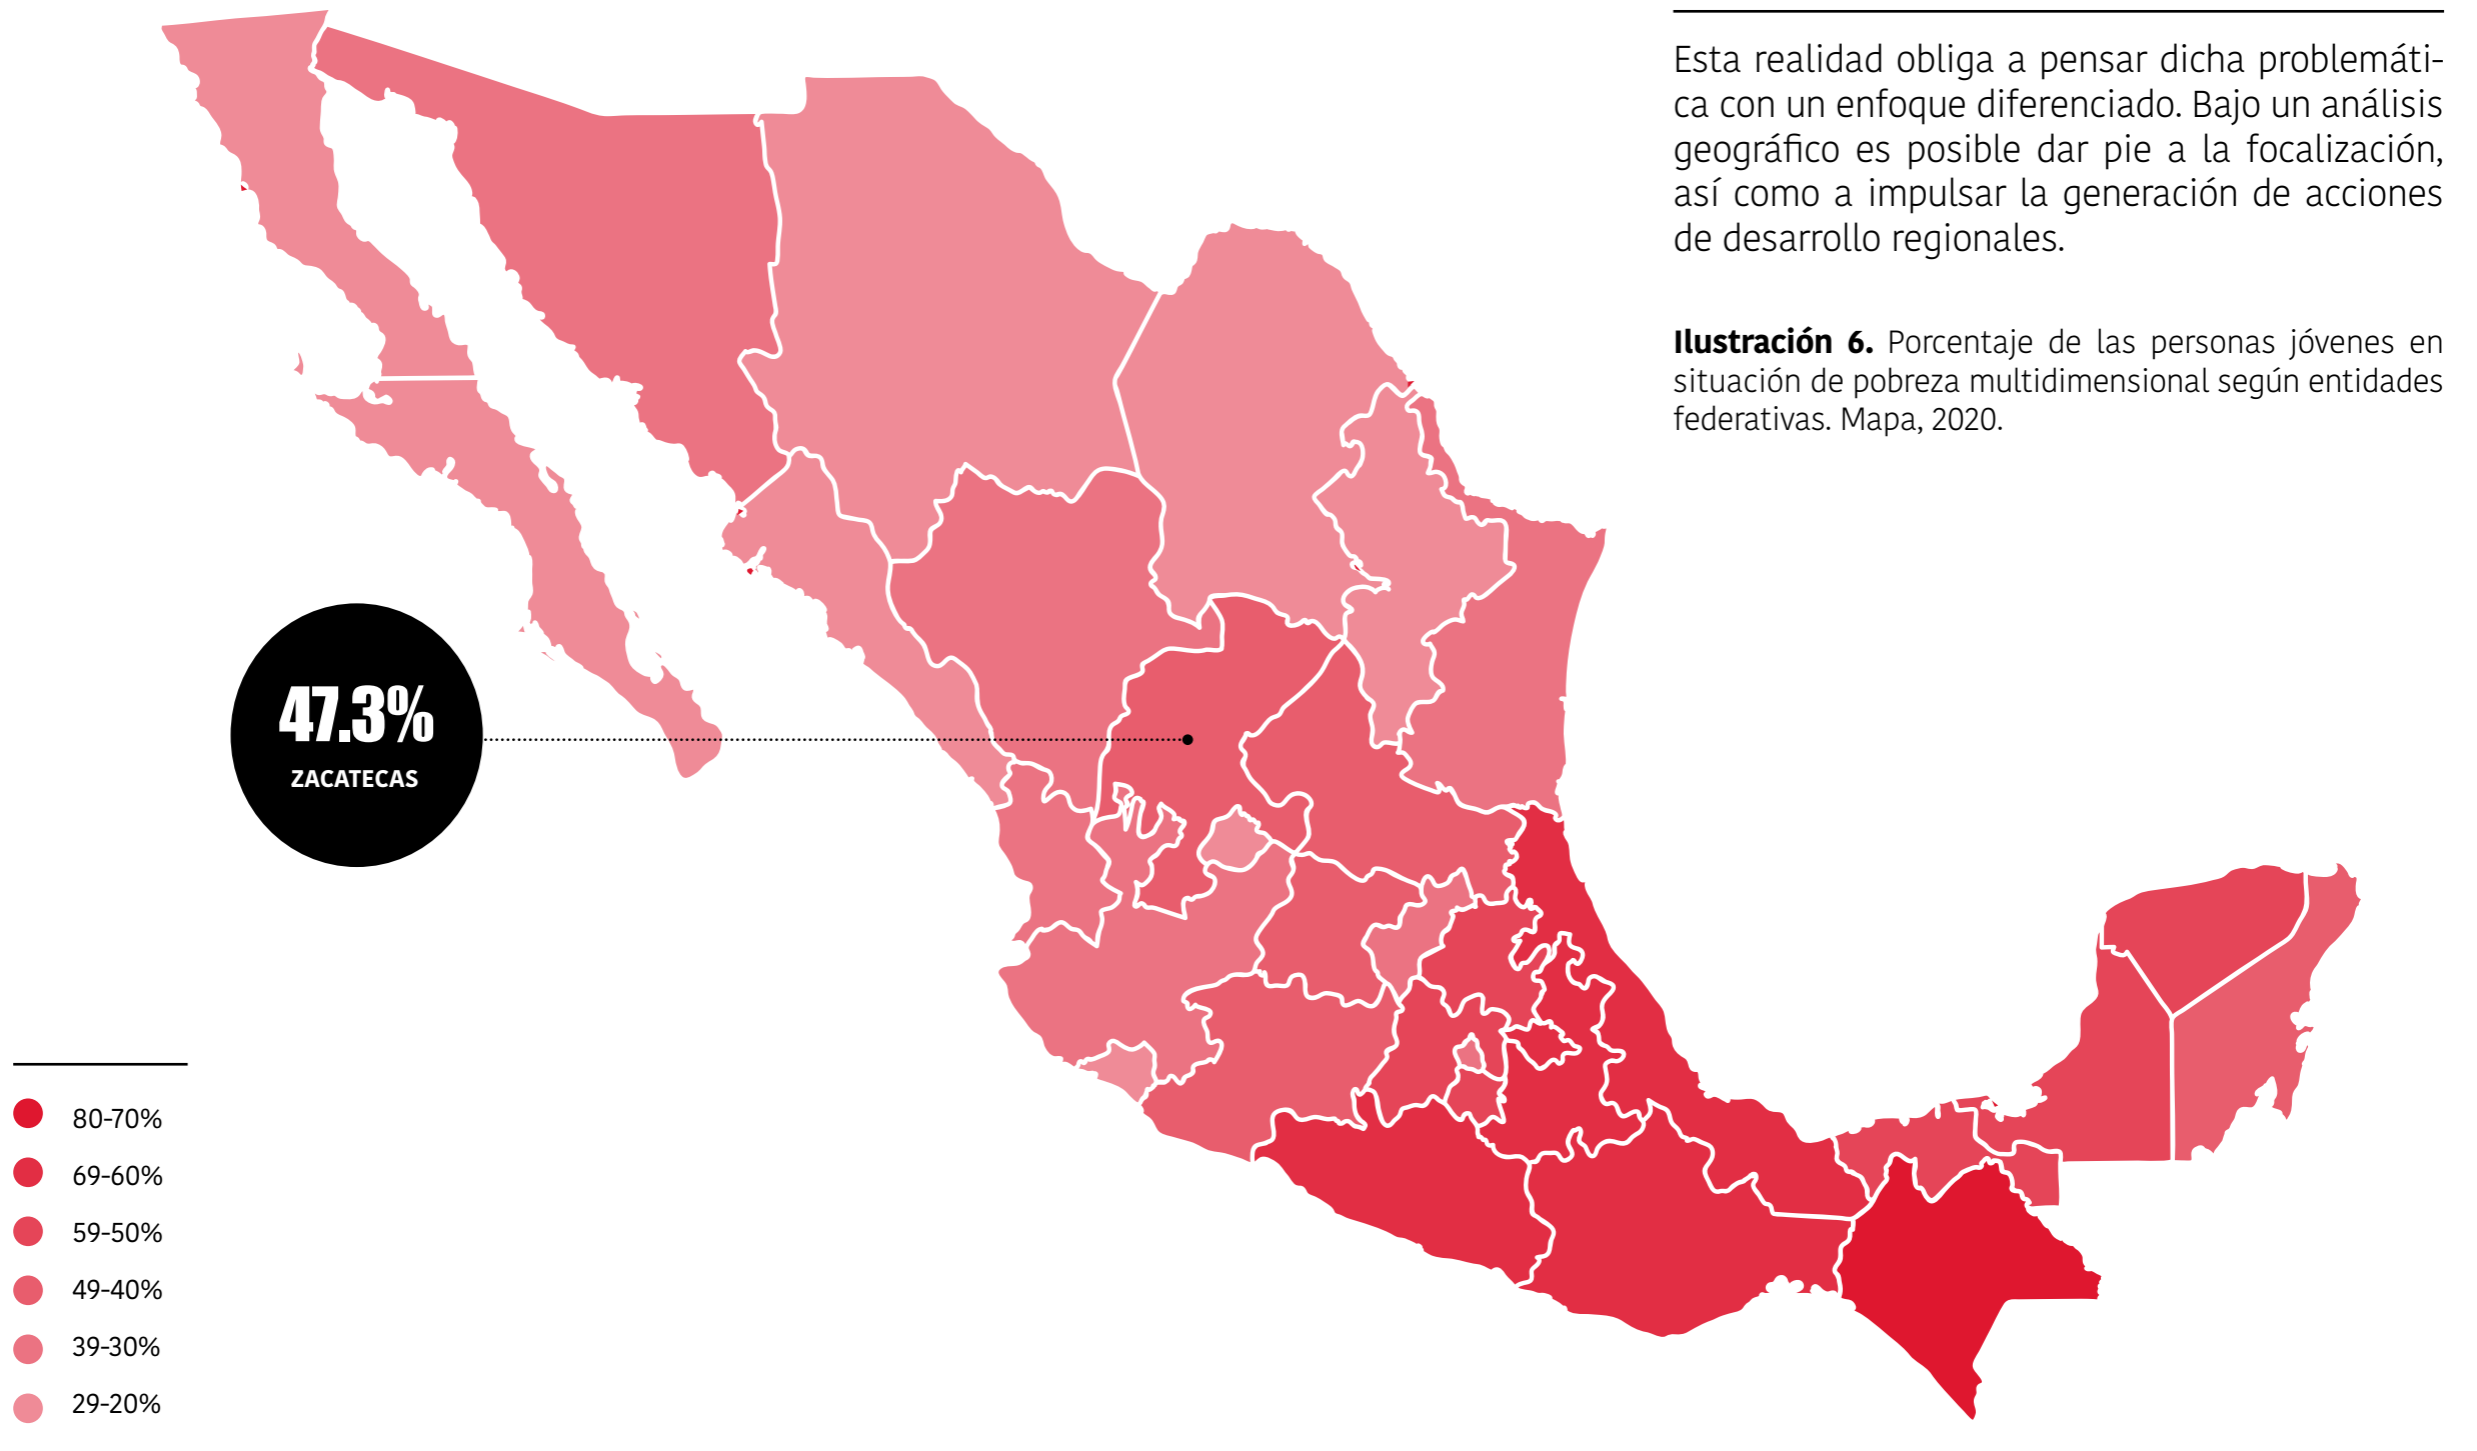 Esta realidad obliga a pensar dicha problemáti-
ca con un enfoque diferenciado. Bajo un análisis
geográfico es posible dar pie a la focalización,
así como a impulsar la generación de acciones
de desarrollo regionales.
Ilustración 6. Porcentaje de las personas jóvenes en
situación de pobreza multidimensional según entidades
federativas. Mapa, 2020.
47.3%
ZACATECAS
80-70%
69-60%
59-50%
49-40%
39-30%
29-20%